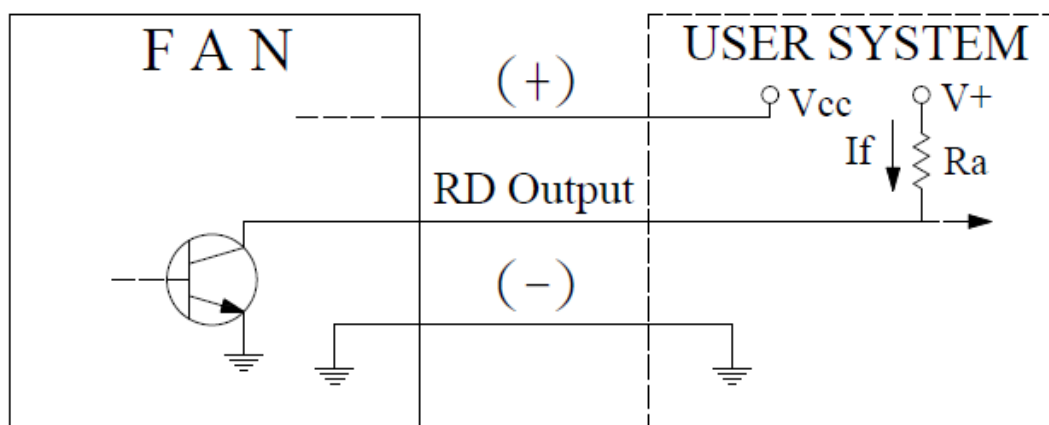 F A N
USER SYSTEM
(+)
Vcc
V+
If
Ra
RD Output
(-)